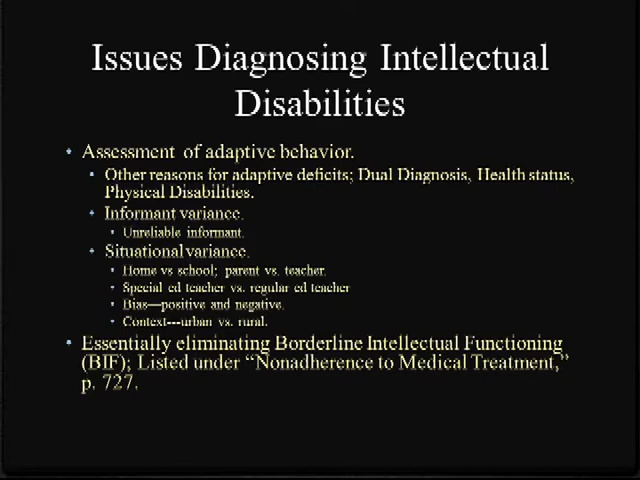 Issues Diagnosing Intellectual
Disabilities
• Assessment of adaptive behavior.
• Other reasons for adaptive deficits; Dual Diagnosis, Health status,
Physical Disabilities.
• Informant variance.
• Unreliable informant.
• Situational variance.
• Home vs school; parent vs. teacher.
• Special ed teacher vs. regular ed teacher
• Bias—positive and negative.
• Context---urban vs. rural.
• Essentially eliminating Borderline Intellectual Functioning
(BIF); Listed under “Nonadherence to Medical Treatment,”
p. 727.